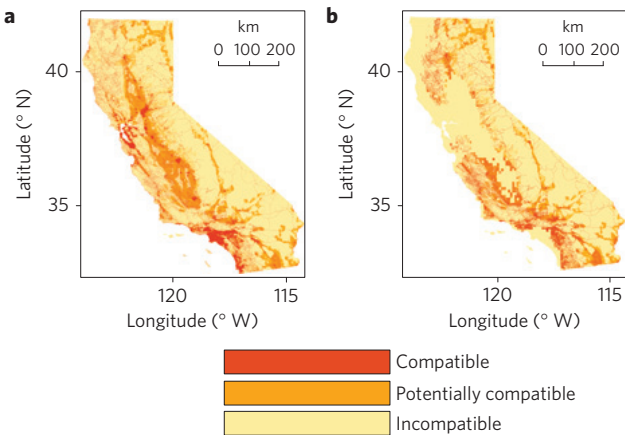 a
km
0 100 200
40
35
Latitude (° N)
120
115
Longitude (° W)
b
km
0 100 200
40
35
Latitude (° N)
120
115
Longitude (° W)
Compatible
Potentially compatible
Incompatible